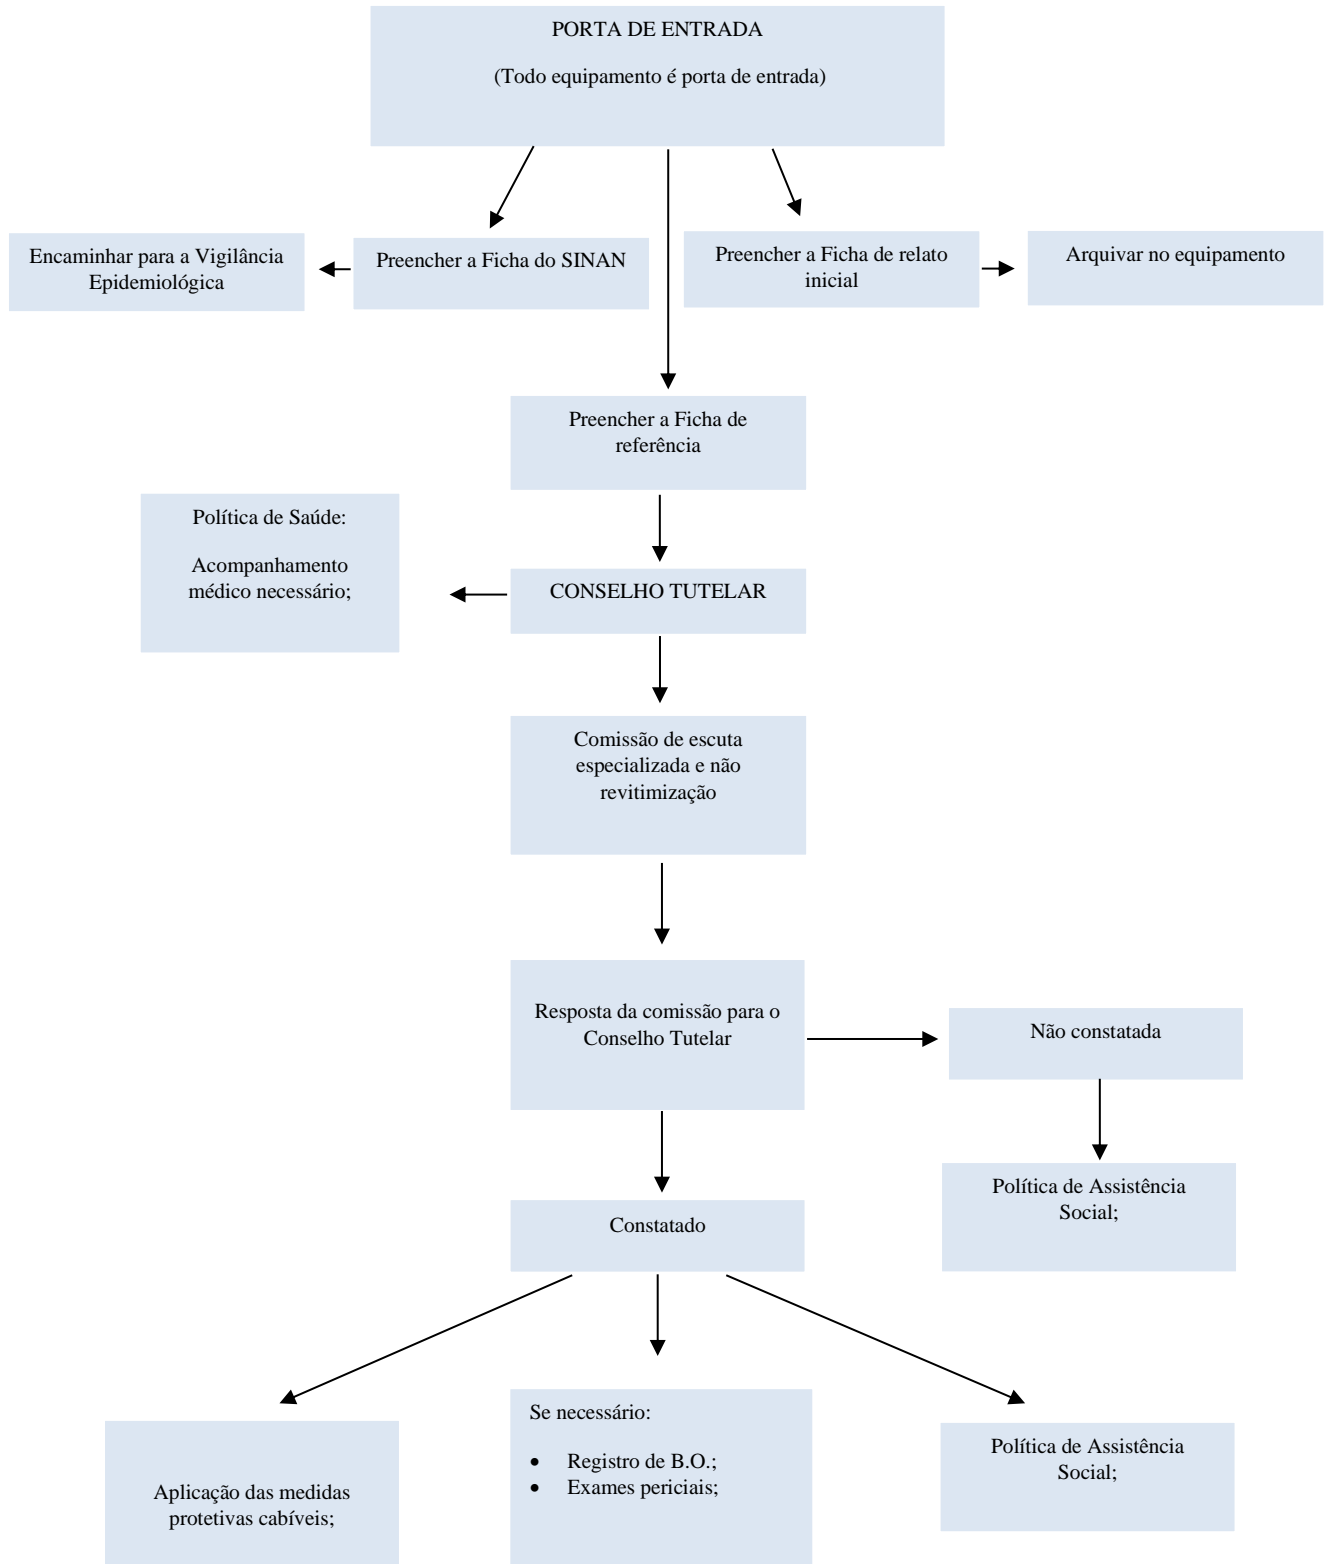 PORTA DE ENTRADA
(Todo equipamento é porta de entrada)
Encaminhar para a Vigilância
Epidemiológica
Preencher a Ficha do SINAN
Preencher a Ficha de relato
inicial
Arquivar no equipamento
Preencher a Ficha de
referência
Política de Saúde:
Acompanhamento
médico necessário;
CONSELHO TUTELAR
Comissão de escuta
especializada e não
revitimização
Resposta da comissão para o
Conselho Tutelar
Não constatada
Política de Assistência
Social;
Constatado
Aplicação das medidas
protetivas cabíveis;
Se necessário:
• Registro de B.O.;
• Exames periciais;
Política de Assistência
Social;